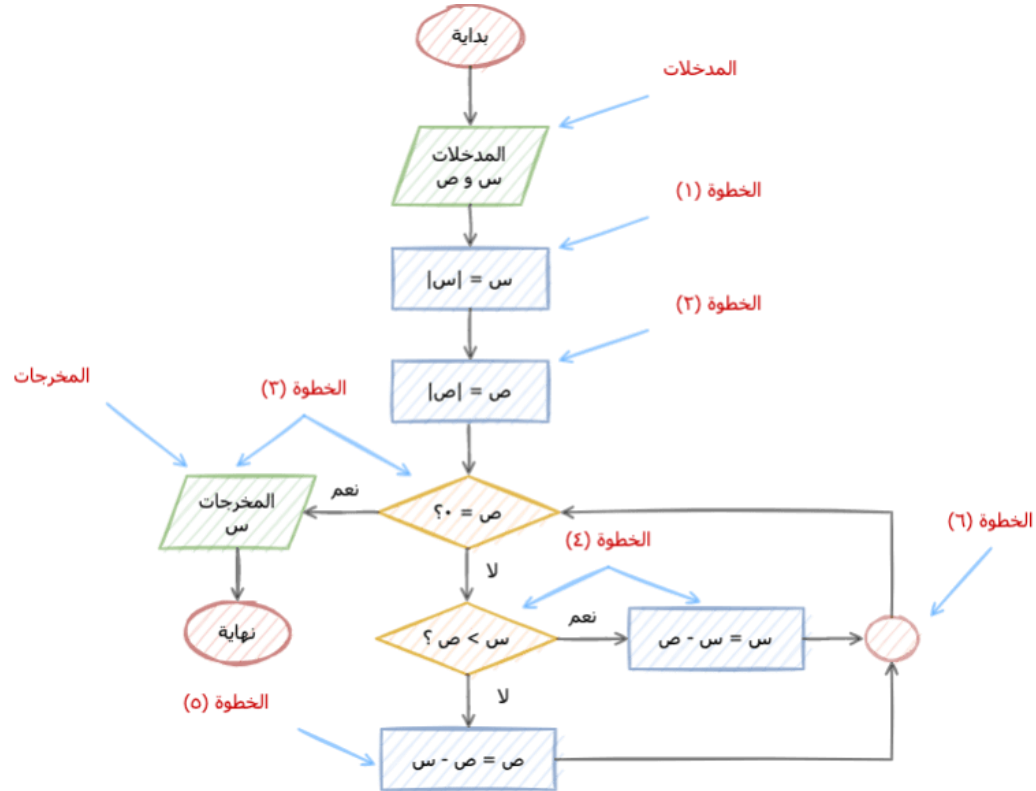 بداية
المدخلات
المدخلات
س و ص
الخطوة (١)
س = |س|
الخطوة (٢)
ص = |ص|
المخرجات
الخطوة (٣)
المخرجات
س
نعم
ص = ٠؟
الخطوة (٦)
لا
الخطوة (٤)
نهاية
س > ص ؟
نعم
س = س - ص
لا
الخطوة (٥)
ص = ص - س